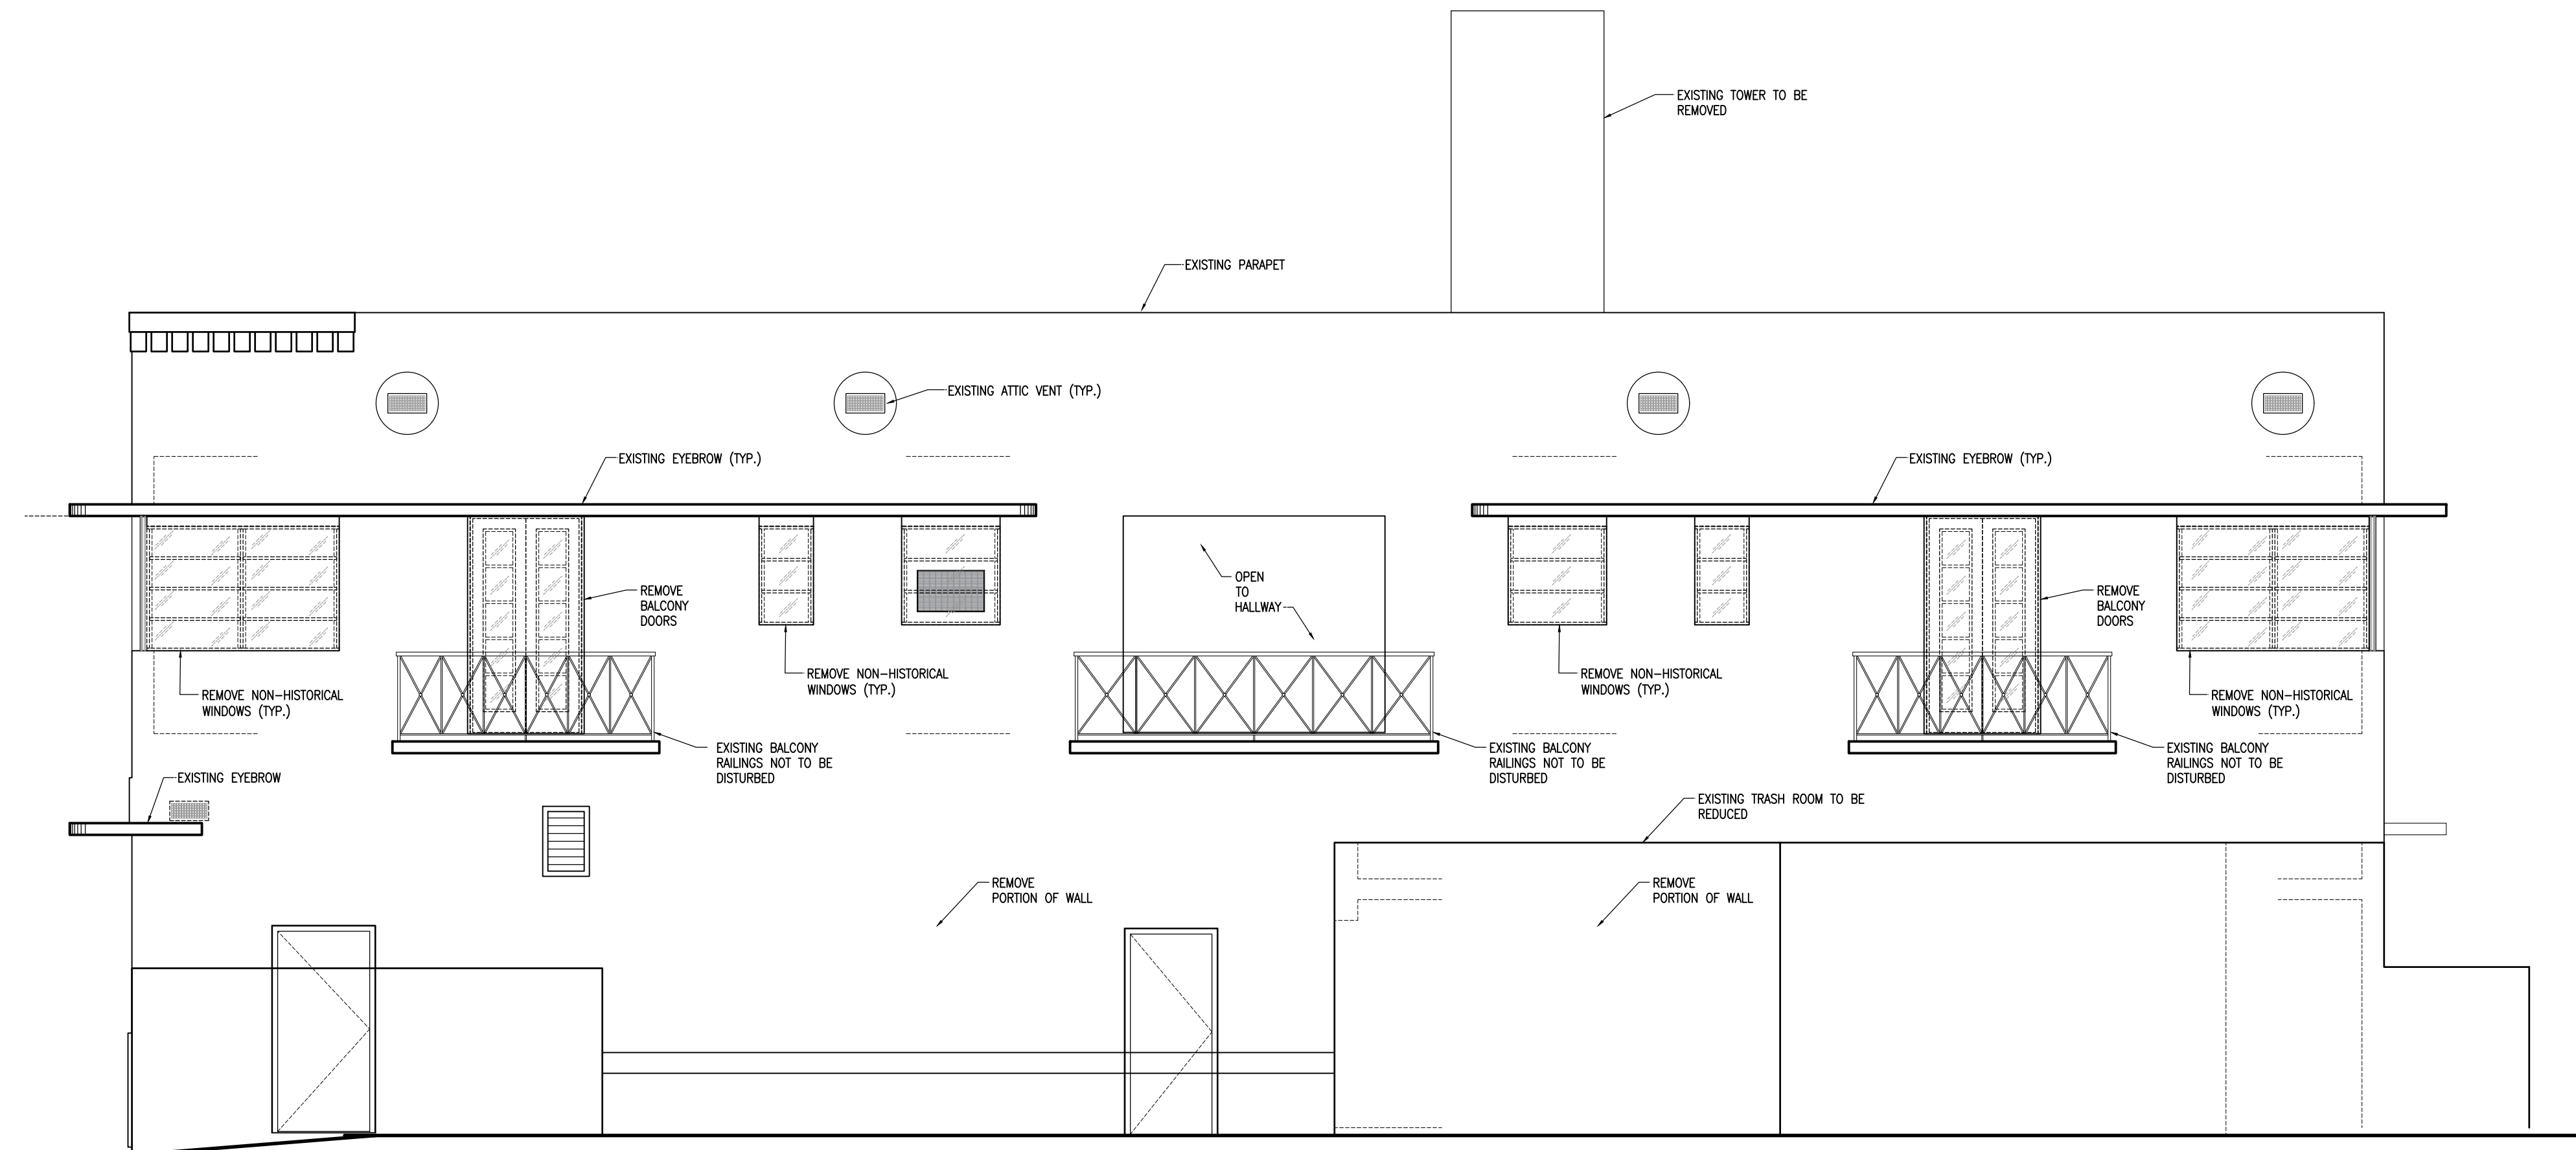 EXISTING TOWER TO BE
REMOVED
EXISTING PARAPET
EXISTING ATTIC VENT (TYP.)
EXISTING EYEBROW (TYP.)
EXISTING EYEBROW (TYP.)
OPEN
TO
HALLWAY
REMOVE
BALCONY
DOORS
REMOVE
BALCONY
DOORS
REMOVE NON-HISTORICAL
WINDOWS (TYP.)
REMOVE NON-HISTORICAL
WINDOWS (TYP.)
REMOVE NON-HISTORICAL
WINDOWS (TYP.)
REMOVE NON-HISTORICAL
WINDOWS (TYP.)
EXISTING BALCONY
RAILINGS NOT TO BE
DISTURBED
EXISTING BALCONY
RAILINGS NOT TO BE
DISTURBED
EXISTING BALCONY
RAILINGS NOT TO BE
DISTURBED
EXISTING EYEBROW
EXISTING TRASH ROOM TO BE
REDUCED
REMOVE
PORTION OF WALL
REMOVE
PORTION OF WALL